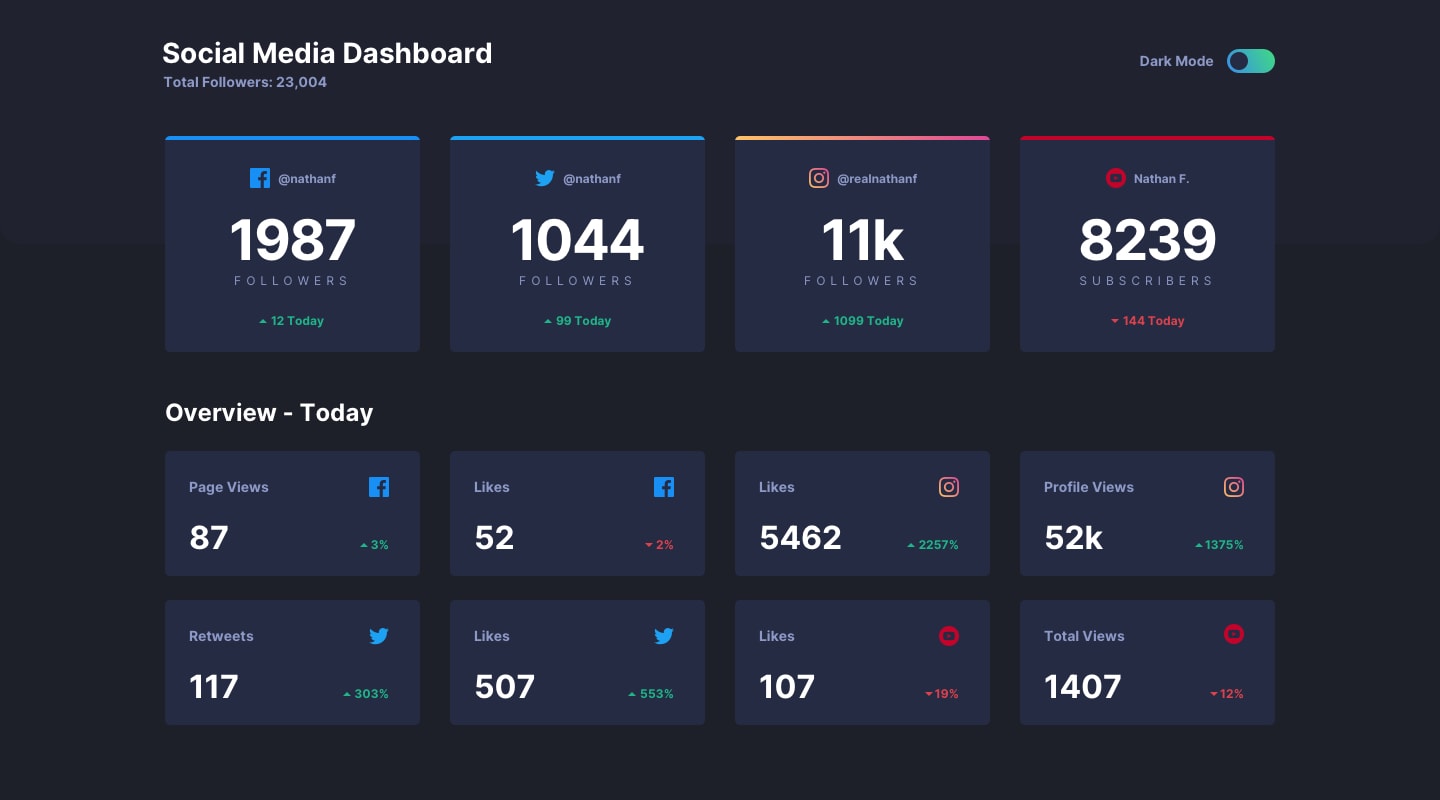 Social Media Dashboard
Total Followers: 23,004
Dark Mode
@nathanf
1987
FOLLOWERS
12 Today
@nathanf
1044
FOLLOWERS
99 Today
@realnathanf
11k
FOLLOWERS
1099 Today
Nathan F.
8239
SUBSCRIBERS
144 Today
Overview - Today
Page Views
87
3%
Likes
52
2%
Likes
5462
2257%
Profile Views
52k
1375%
Retweets
117
303%
Likes
507
553%
Likes
107
19%
Total Views
1407
12%